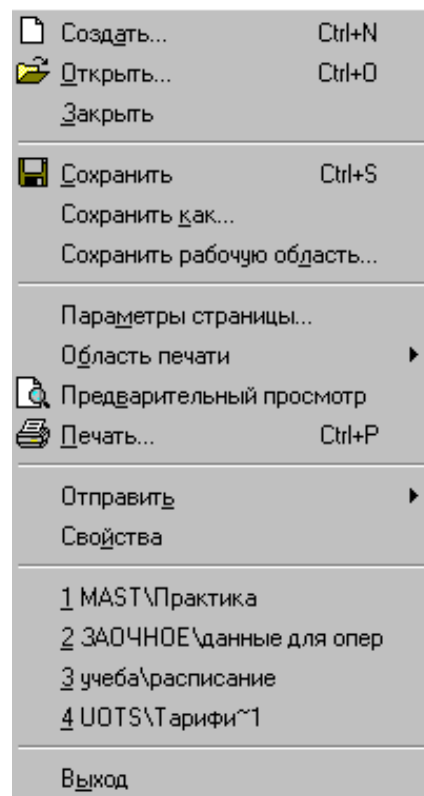 Создать... Ctrl+N
Открыть... Ctrl+O
Закрыть
Сохранить Ctrl+S
Сохранить как...
Сохранить рабочую область...
Параметры страницы...
Область печати
Предварительный просмотр
Печать... Ctrl+P
Отправить
Свойства
1 MAST\Практика
2 ЗАОЧНОЕ\данные для опер
3 учеба\расписание
4 UOTS\Тарифи~1
Выход